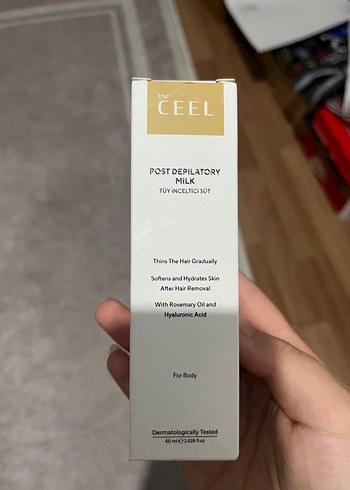 the
CEEL
POST DEPILATORY
MILK
TÜY İNCELTİCİ SÜT
Thins The Hair Gradually
Softens and Hydrates Skin
After Hair Removal
With Rosemary Oil and
Hyaluronic Acid
For Body
Dermatologically Tested
60 ml ℮ 2.028 fl.oz